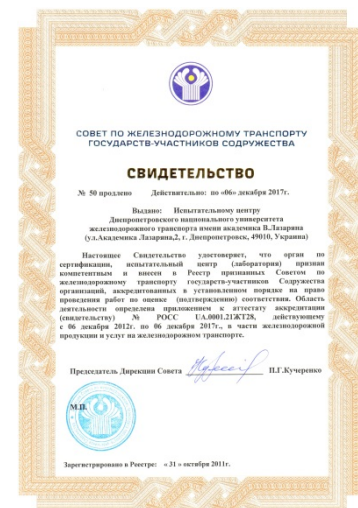 СОВЕТ ПО ЖЕЛЕЗНОДОРОЖНОМУ ТРАНСПОРТУ
ГОСУДАРСТВ-УЧАСТНИКОВ СОДРУЖЕСТВА
СВИДЕТЕЛЬСТВО
№ 50 продлено Действительно: по «06» декабря 2017г.
Выдано: Испытательному центру
Днепропетровского национального университета
железнодорожного транспорта имени академика В.Лазаряна
(ул.Академика Лазаряна,2, г. Днепропетровск, 49010, Украина)
Настоящее Свидетельство удостоверяет, что орган по
сертификации, испытательный центр (лаборатория) признан
компетентным и внесен в Реестр признанных Советом по
железнодорожному транспорту государств-участников Содружества
организаций, аккредитованных в установленном порядке на право
проведения работ по оценке (подтверждению) соответствия. Область
деятельности определена приложением к аттестату аккредитации
(свидетельству) № РОСС UA.0001.21ЖТ28, действующему
с 06 декабря 2012г. по 06 декабря 2017г., в части железнодорожной
продукции и услуг на железнодорожном транспорте.
Председатель Дирекции Совета П.Г.Кучеренко
М.П.
Зарегистрировано в Реестре: «31» октября 2011г.